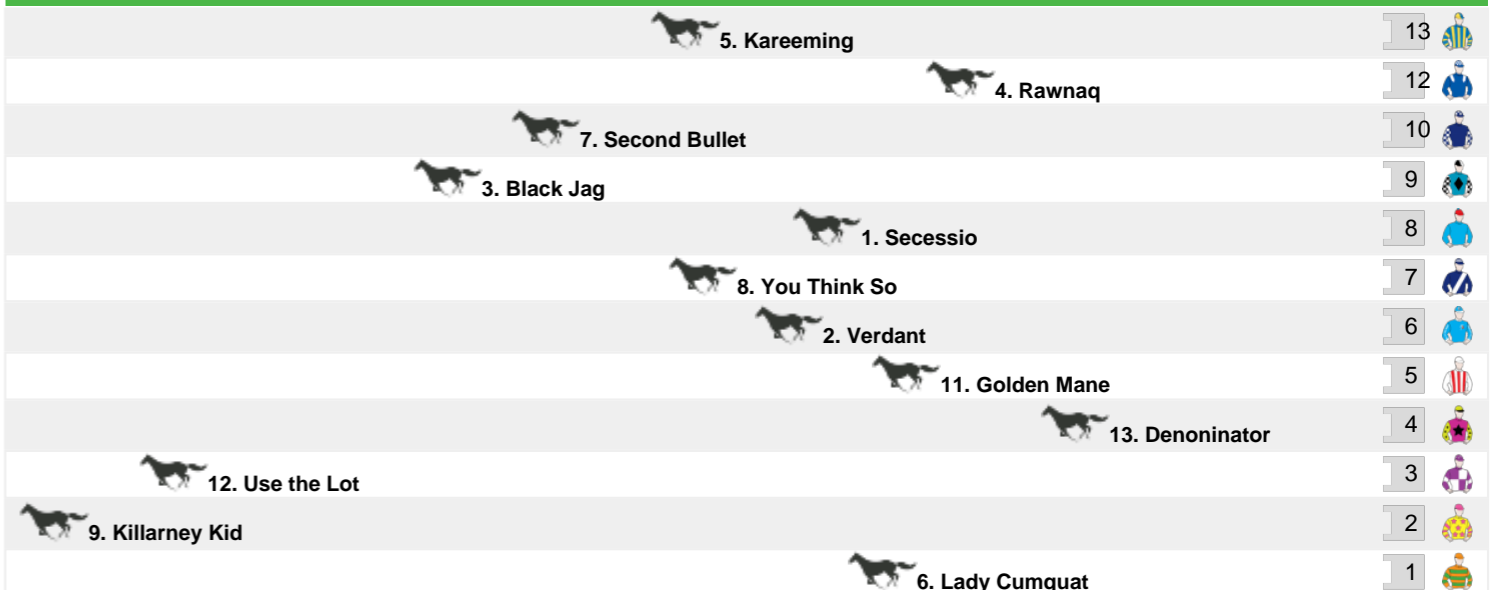 5. Kareeming 13
4. Rawnaq 12
7. Second Bullet 10
3. Black Jag 9
1. Secessio 8
8. You Think So 7
2. Verdant 6
11. Golden Mane 5
13. Denoninator 4
12. Use the Lot 3
9. Killarney Kid 2
6. Lady Cumquat 1